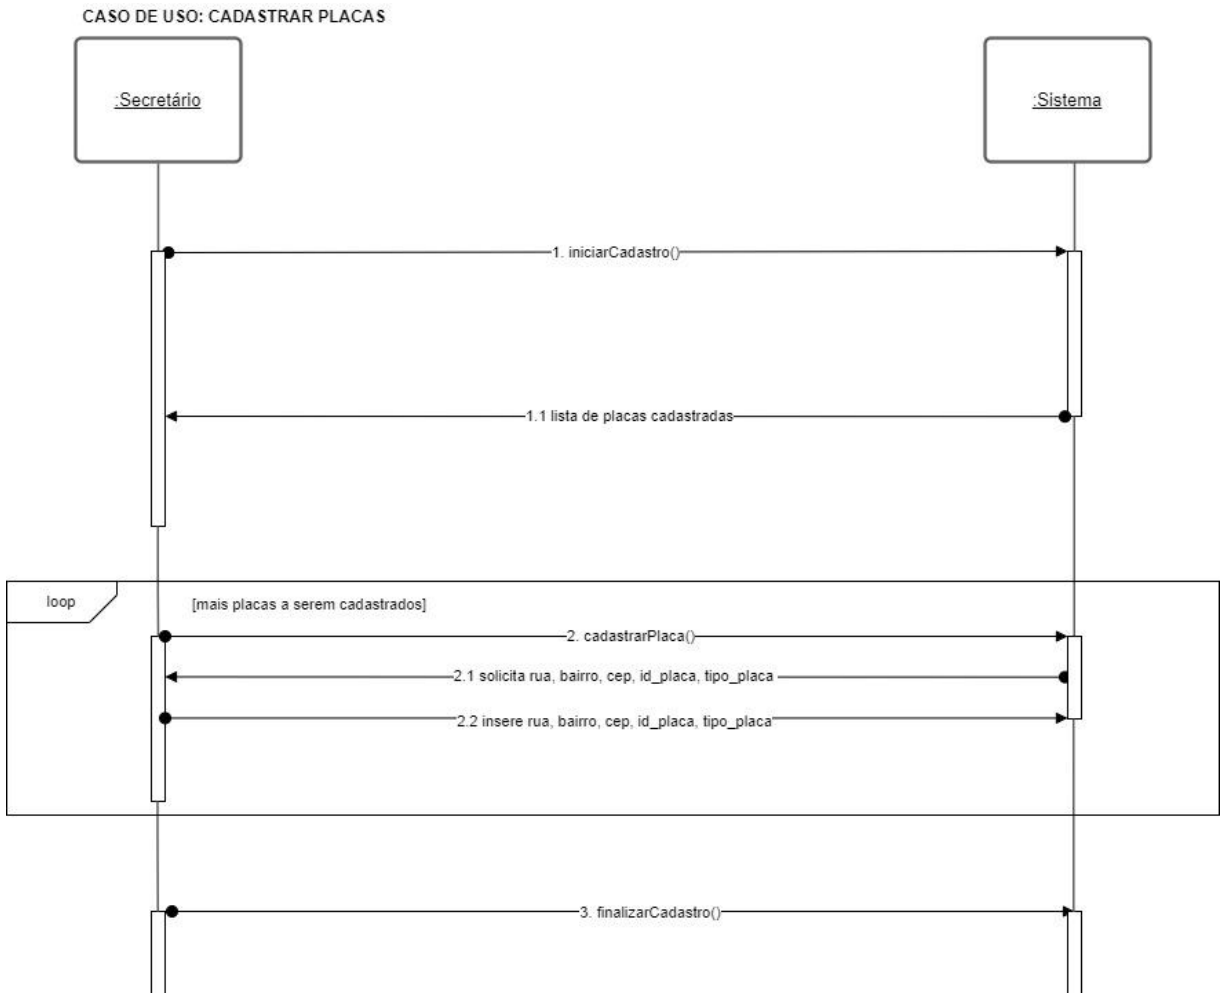 CASO DE USO: CADASTRAR PLACAS
:Secretário
:Sistema
1. iniciarCadastro()
1.1 lista de placas cadastradas
loop
[mais placas a serem cadastrados]
2. cadastrarPlaca()
2.1 solicita rua, bairro, cep, id_placa, tipo_placa
2.2 insere rua, bairro, cep, id_placa, tipo_placa
3. finalizarCadastro()